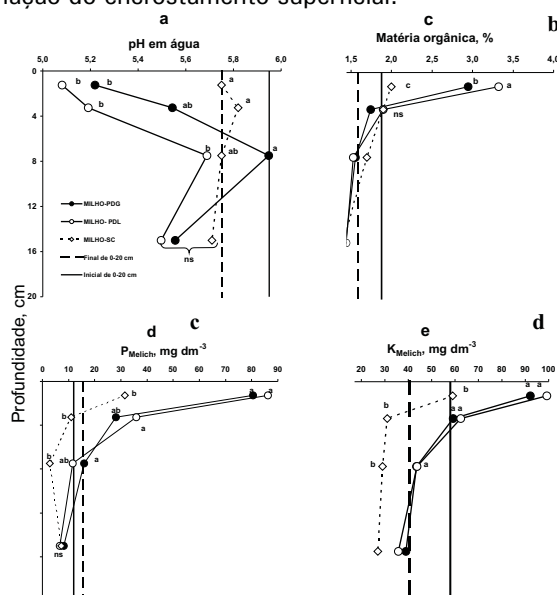 nação do encrostamento superficial.
a
pH em água
5,0 5,2 5,4 5,6 5,8 6,0
0
4
8
12
16
20
b b a
b ab a
b ab a
ns
MILHO-PDG
MILHO- PDL
MILHO-SC
Final de 0-20 cm
Inicial de 0-20 cm
c b
Matéria orgânica, %
1,5 2,0 2,5 3,0 3,5 4,0
c b a
ns
Profundidade, cm
d c
P Melich, mg dm-3
0 10 20 30 40 50 60 70 80 90
b a a
b ab a
b ab a
ns
e d
K Melich, mg dm-3
20 30 40 50 60 70 80 90 100
b a a
b a a
b a